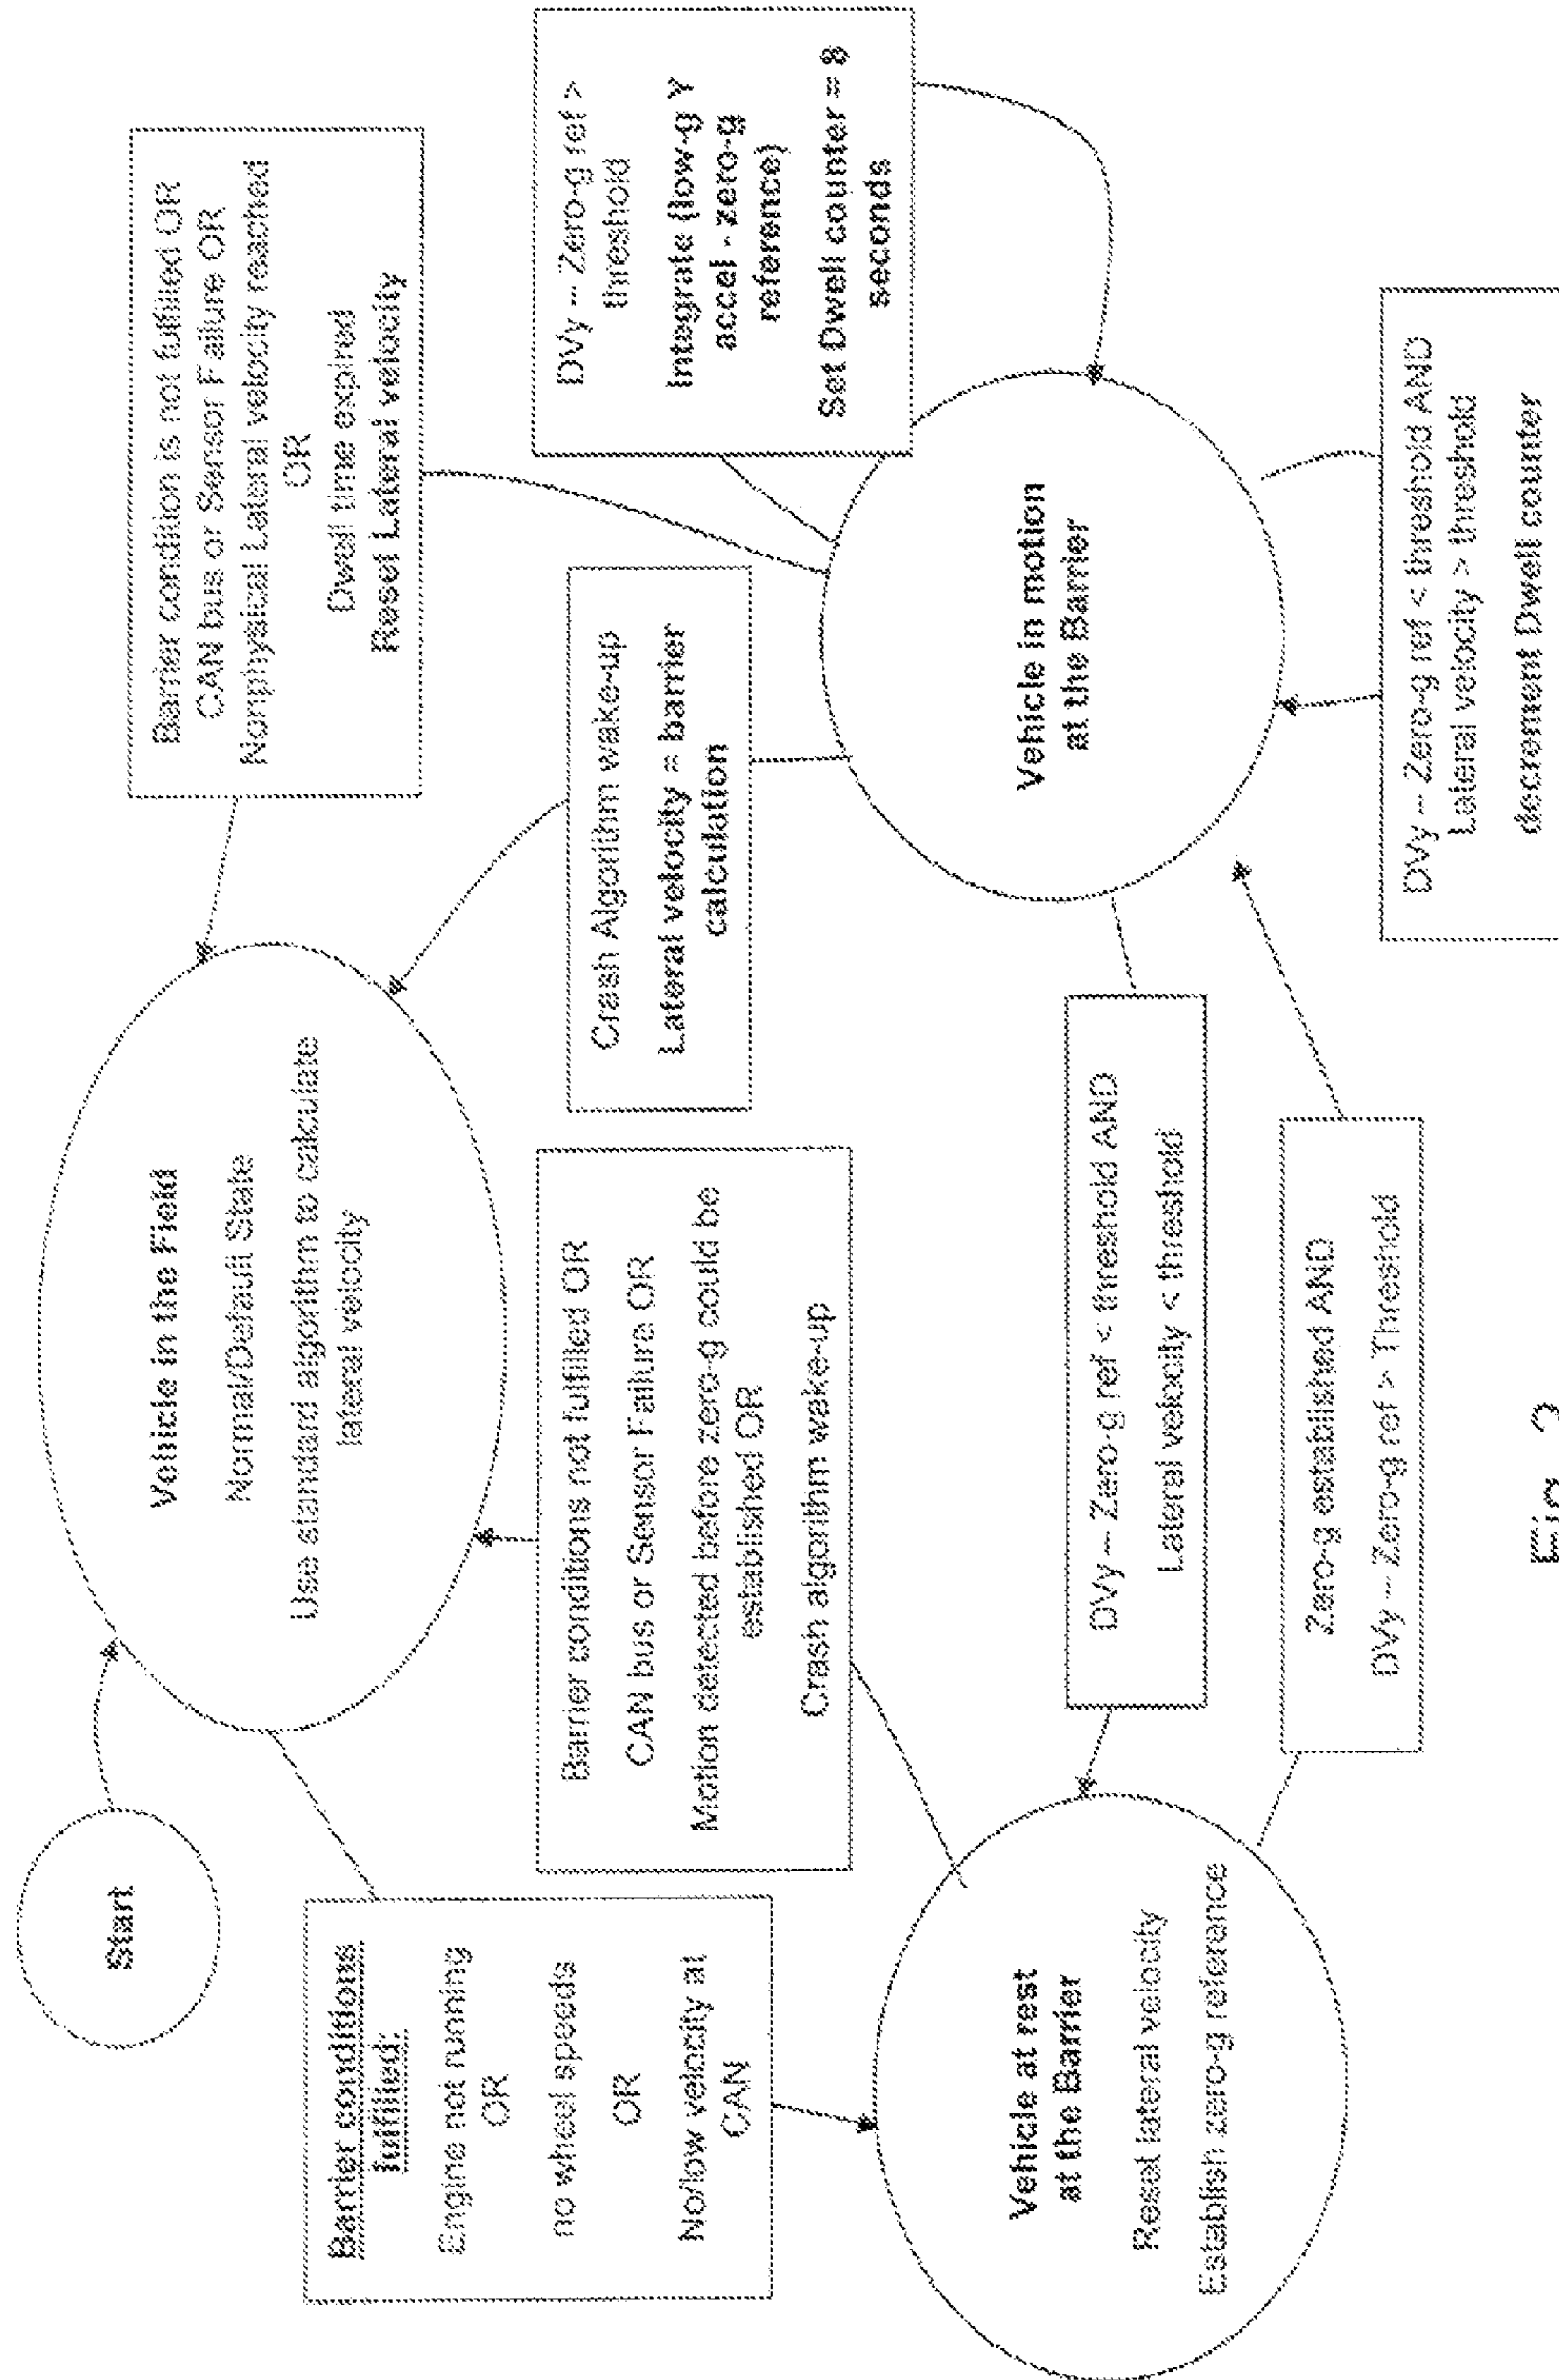 Start
Vehicle in the Field
Normal/Default State
Use standard algorithm to calculate
lateral velocity
Barrier condition is not fulfilled OR
CAN bus or Sensor Failure OR
Nonphysical Lateral velocity reached
OR
Dwell time expired
Reset Lateral velocity
Barrier conditions
fulfilled:
Engine not running
OR
no wheel speeds
OR
No/low velocity at
CAN
Barrier conditions not fulfilled OR
CAN bus or Sensor Failure OR
Motion detected before zero-g could be
established OR
Crash algorithm wake-up
Crash Algorithm wake-up
Lateral velocity = barrier
calculation
DVy -- Zero-g ref >
threshold
Integrate (low-g Y
accel - zero-g
reference)
Set Dwell counter = 8
seconds
Vehicle at rest
at the Barrier
Reset lateral velocity
Establish zero-g reference
DVy -- Zero-g ref < threshold AND
Lateral velocity < threshold
Vehicle in motion
at the Barrier
Zero-g established AND
DVy -- Zero-g ref > Threshold
DVy -- Zero-g ref < threshold AND
Lateral velocity > threshold
decrement Dwell counter
Fig.